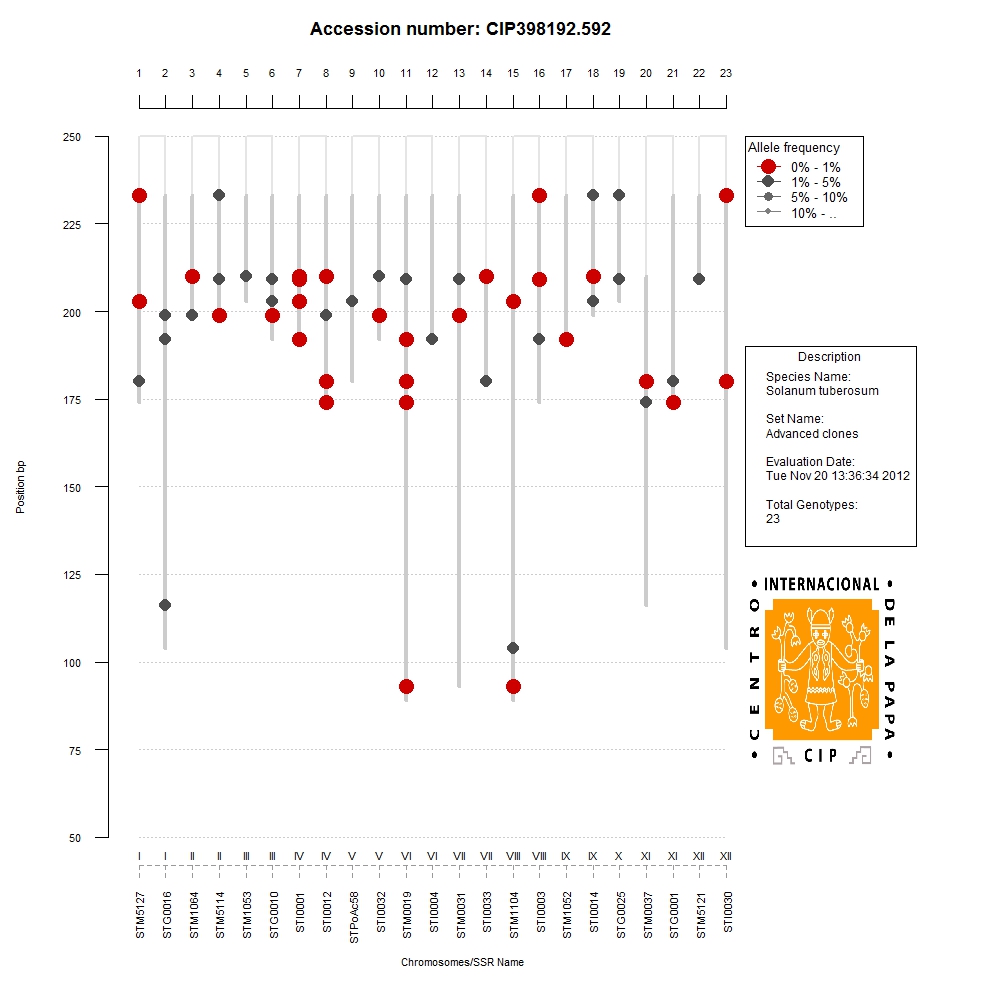 Accession number: CIP398192.592
1 2 3 4 5 6 7 8 9 10 11 12 13 14 15 16 17 18 19 20 21 22 23
250
225
200
175
150
125
100
75
50
Position bp
I I II II III III IV IV V V VI VI VII VII VIII VIII IX IX X XI XI XII XII
STM5127
STG0016
STM1064
STM5114
STM1053
STG0010
STI0001
STI0012
STPoAc58
STI0032
STM0019
STI0004
STM0031
STI0033
STM1104
STI0003
STM1052
STI0014
STG0025
STM0037
STG0001
STM5121
STI0030
Chromosomes/SSR Name
Allele frequency
0% - 1%
1% - 5%
5% - 10%
10% - ..
Description
Species Name:
Solanum tuberosum
Set Name:
Advanced clones
Evaluation Date:
Tue Nov 20 13:36:34 2012
Total Genotypes:
23
• INTERNACIONAL •
CENTRO
DE LA PAPA
• CIP •